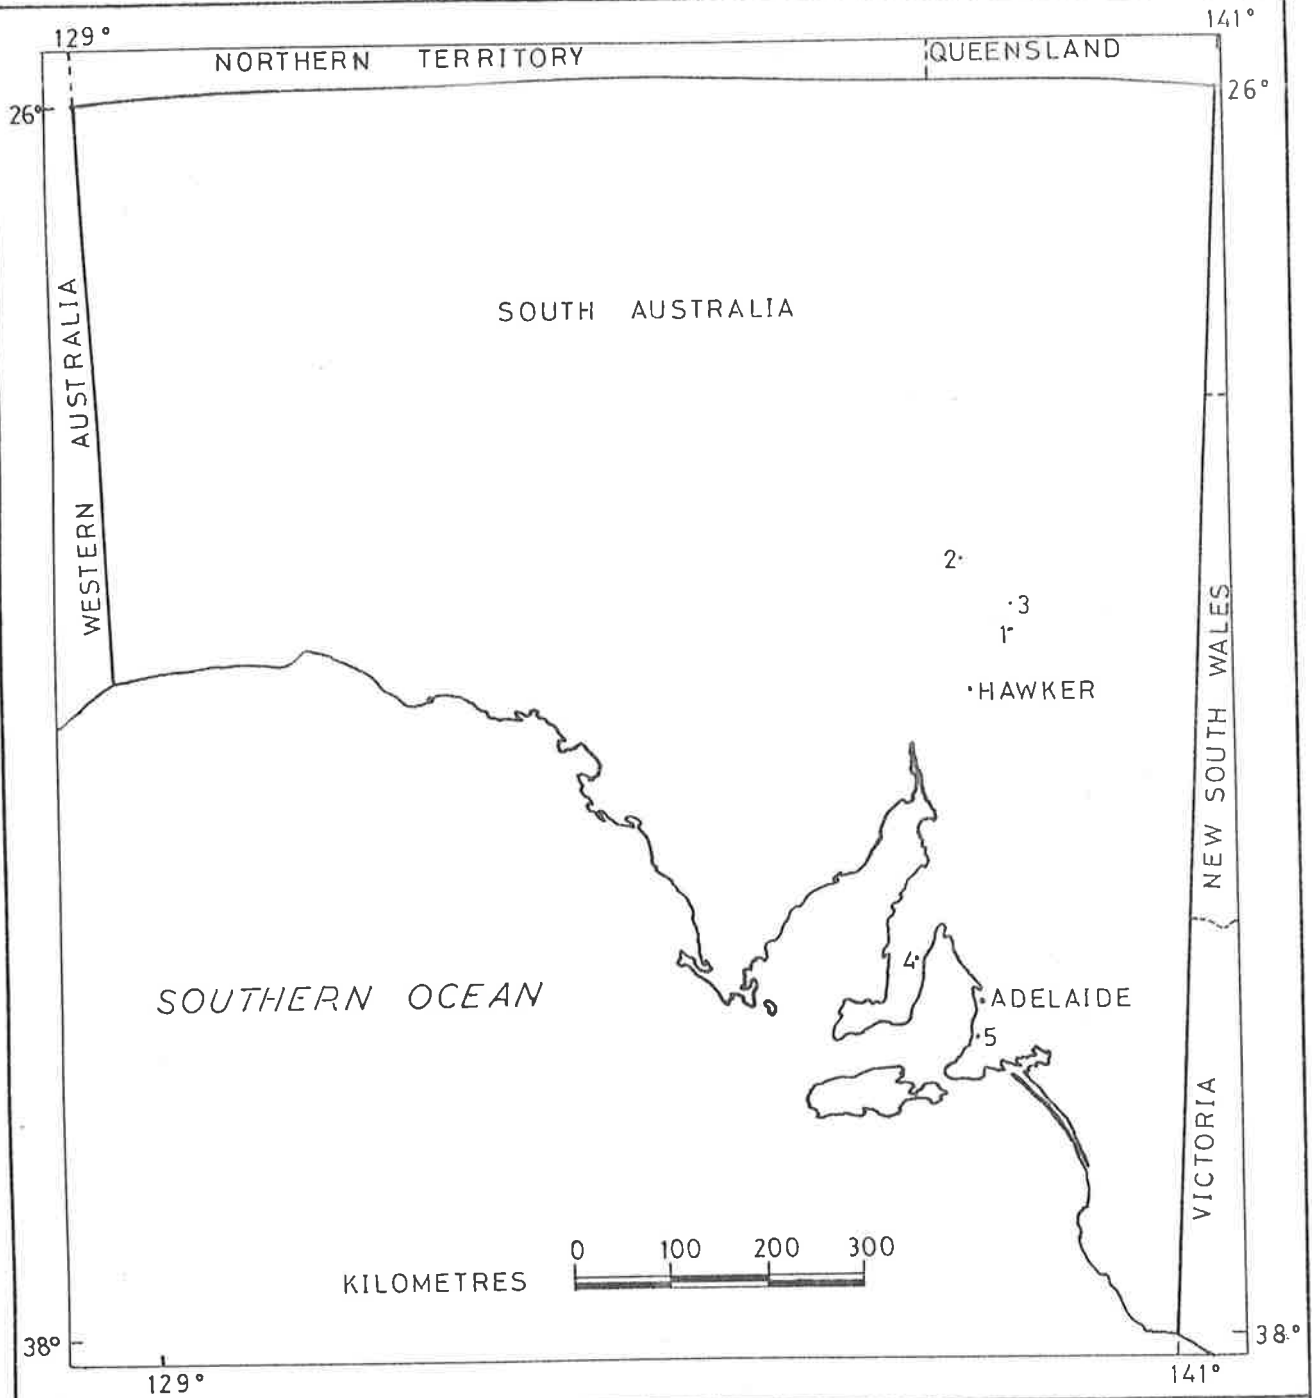 141°
129°
NORTHERN TERRITORY
QUEENSLAND
26°
26°
SOUTH AUSTRALIA
WESTERN AUSTRALIA
2
3
1
HAWKER
NEW SOUTH WALES
4
SOUTHERN OCEAN
ADELAIDE
5
VICTORIA
0 100 200 300
KILOMETRES
38°
38°
129°
141°